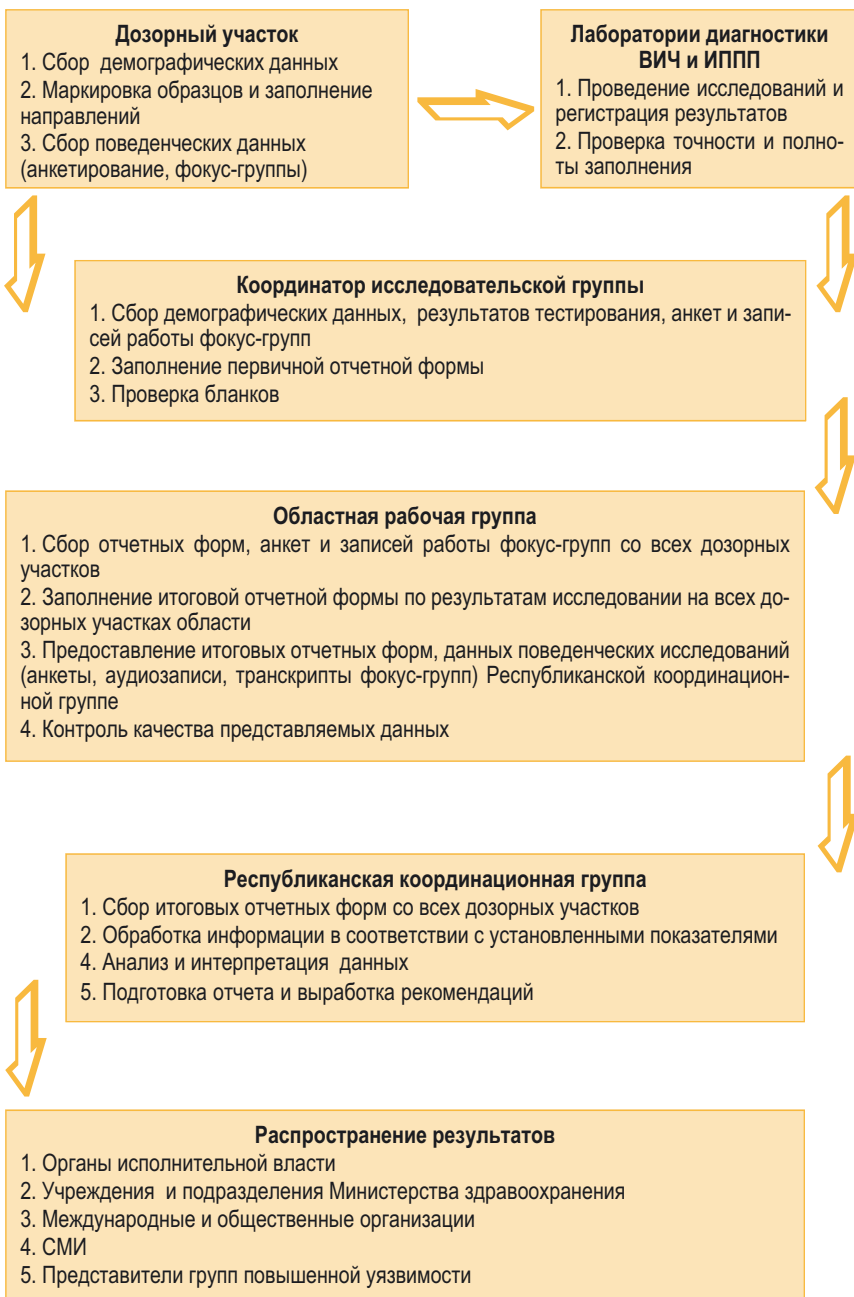 Дозорный участок
1. Сбор демографических данных
2. Маркировка образцов и заполнение
направлений
3. Сбор поведенческих данных
(анкетирование, фокус-группы)
Лаборатории диагностики
ВИЧ и ИППП
1. Проведение исследований и
регистрация результатов
2. Проверка точности и полно-
ты заполнения
Координатор исследовательской группы
1. Сбор демографических данных, результатов тестирования, анкет и запи-
сей работы фокус-групп
2. Заполнение первичной отчетной формы
3. Проверка бланков
Областная рабочая группа
1. Сбор отчетных форм, анкет и записей работы фокус-групп со всех дозорных
участков
2. Заполнение итоговой отчетной формы по результатам исследовании на всех до-
зорных участках области
3. Предоставление итоговых отчетных форм, данных поведенческих исследований
(анкеты, аудиозаписи, транскрипты фокус-групп) Республиканской координацион-
ной группе
4. Контроль качества представляемых данных
Республиканская координационная группа
1. Сбор итоговых отчетных форм со всех дозорных участков
2. Обработка информации в соответствии с установленными показателями
4. Анализ и интерпретация данных
5. Подготовка отчета и выработка рекомендаций
Распространение результатов
1. Органы исполнительной власти
2. Учреждения и подразделения Министерства здравоохранения
3. Международные и общественные организации
4. СМИ
5. Представители групп повышенной уязвимости